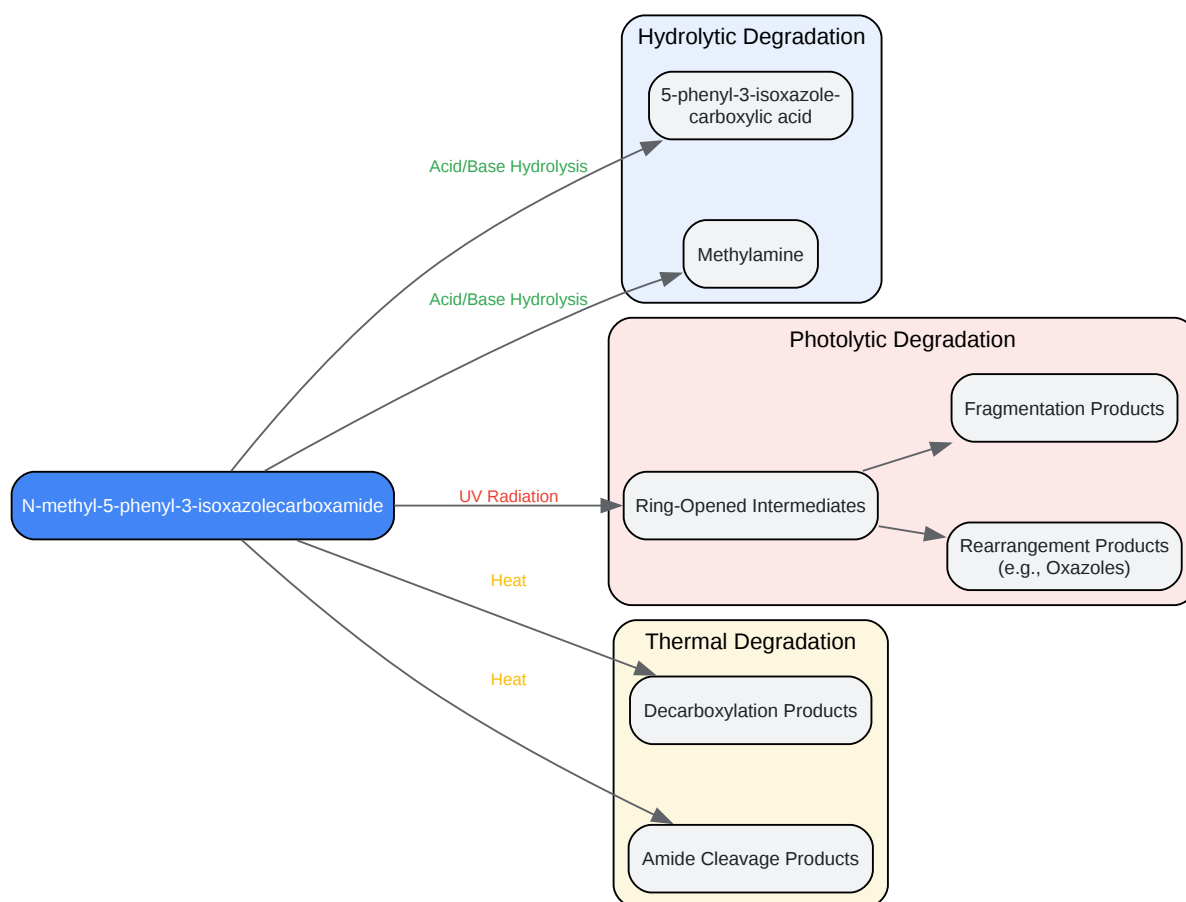 Hydrolytic Degradation
5-phenyl-3-isoxazole-
carboxylic acid
Acid/Base Hydrolysis
Methylamine
Acid/Base Hydrolysis
Photolytic Degradation
Fragmentation Products
N-methyl-5-phenyl-3-isoxazolecarboxamide
UV Radiation
Ring-Opened Intermediates
Rearrangement Products
(e.g., Oxazoles)
Heat
Thermal Degradation
Heat
Decarboxylation Products
Amide Cleavage Products